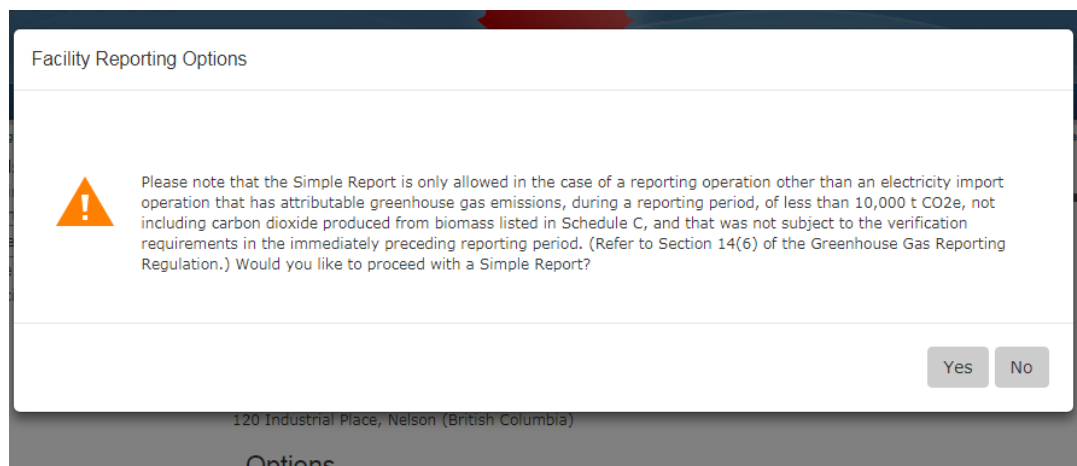 Facility Reporting Options
Please note that the Simple Report is only allowed in the case of a reporting operation other than an electricity import
operation that has attributable greenhouse gas emissions, during a reporting period, of less than 10,000 t CO2e, not
including carbon dioxide produced from biomass listed in Schedule C, and that was not subject to the verification
requirements in the immediately preceding reporting period. (Refer to Section 14(6) of the Greenhouse Gas Reporting
Regulation.) Would you like to proceed with a Simple Report?
Yes No
120 Industrial Place, Nelson (British Columbia)
Options